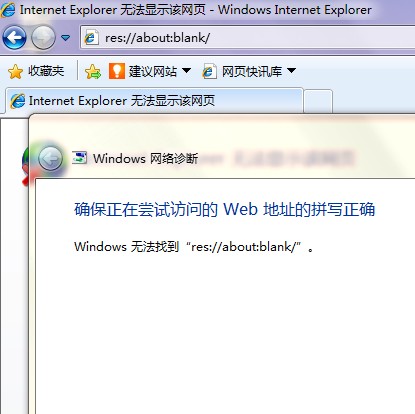 Internet Explorer 无法显示该网页 - Windows Internet Explorer
res://about:blank/
收藏夹 建议网站 网页快讯库
Internet Explorer 无法显示该网页
Windows 网络诊断
确保正在尝试访问的 Web 地址的拼写正确
Windows 无法找到“res://about:blank/”。